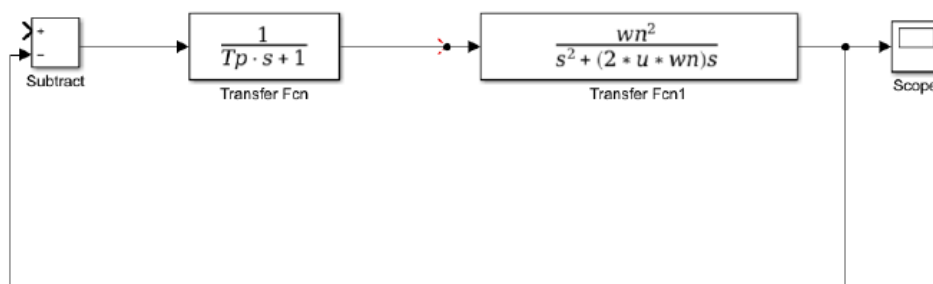 +
−
Subtract
1
Tp · s + 1
Transfer Fcn
wn²
s² + (2 * u * wn)s
Transfer Fcn1
Scope